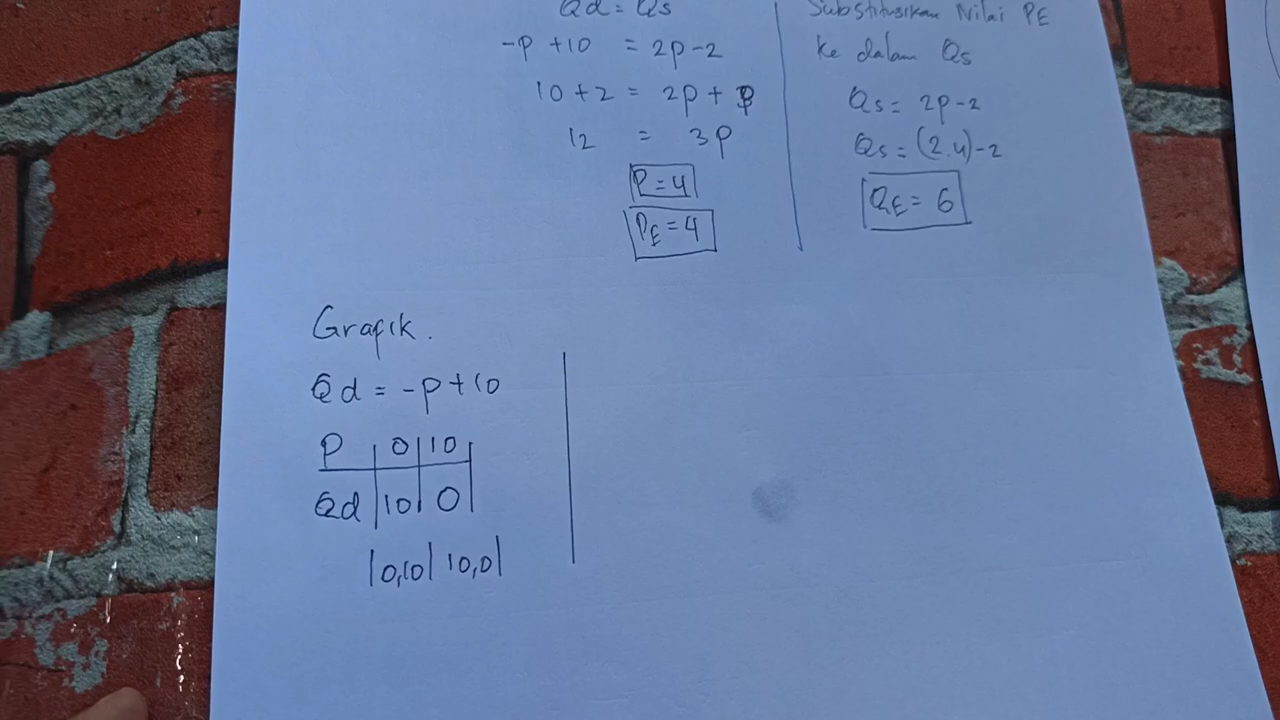 Qd = Qs
-P + 10 = 2P - 2
10 + 2 = 2P + P
12 = 3P
P = 4
PE = 4
Substitusikan Nilai PE
Ke dalam Qs
Qs = 2P - 2
Qs = (2.4) - 2
QE = 6
Grafik.
Qd = -P + 10
P | 0 | 10
Qd | 10 | 0
| 0,10 | 10,0 |